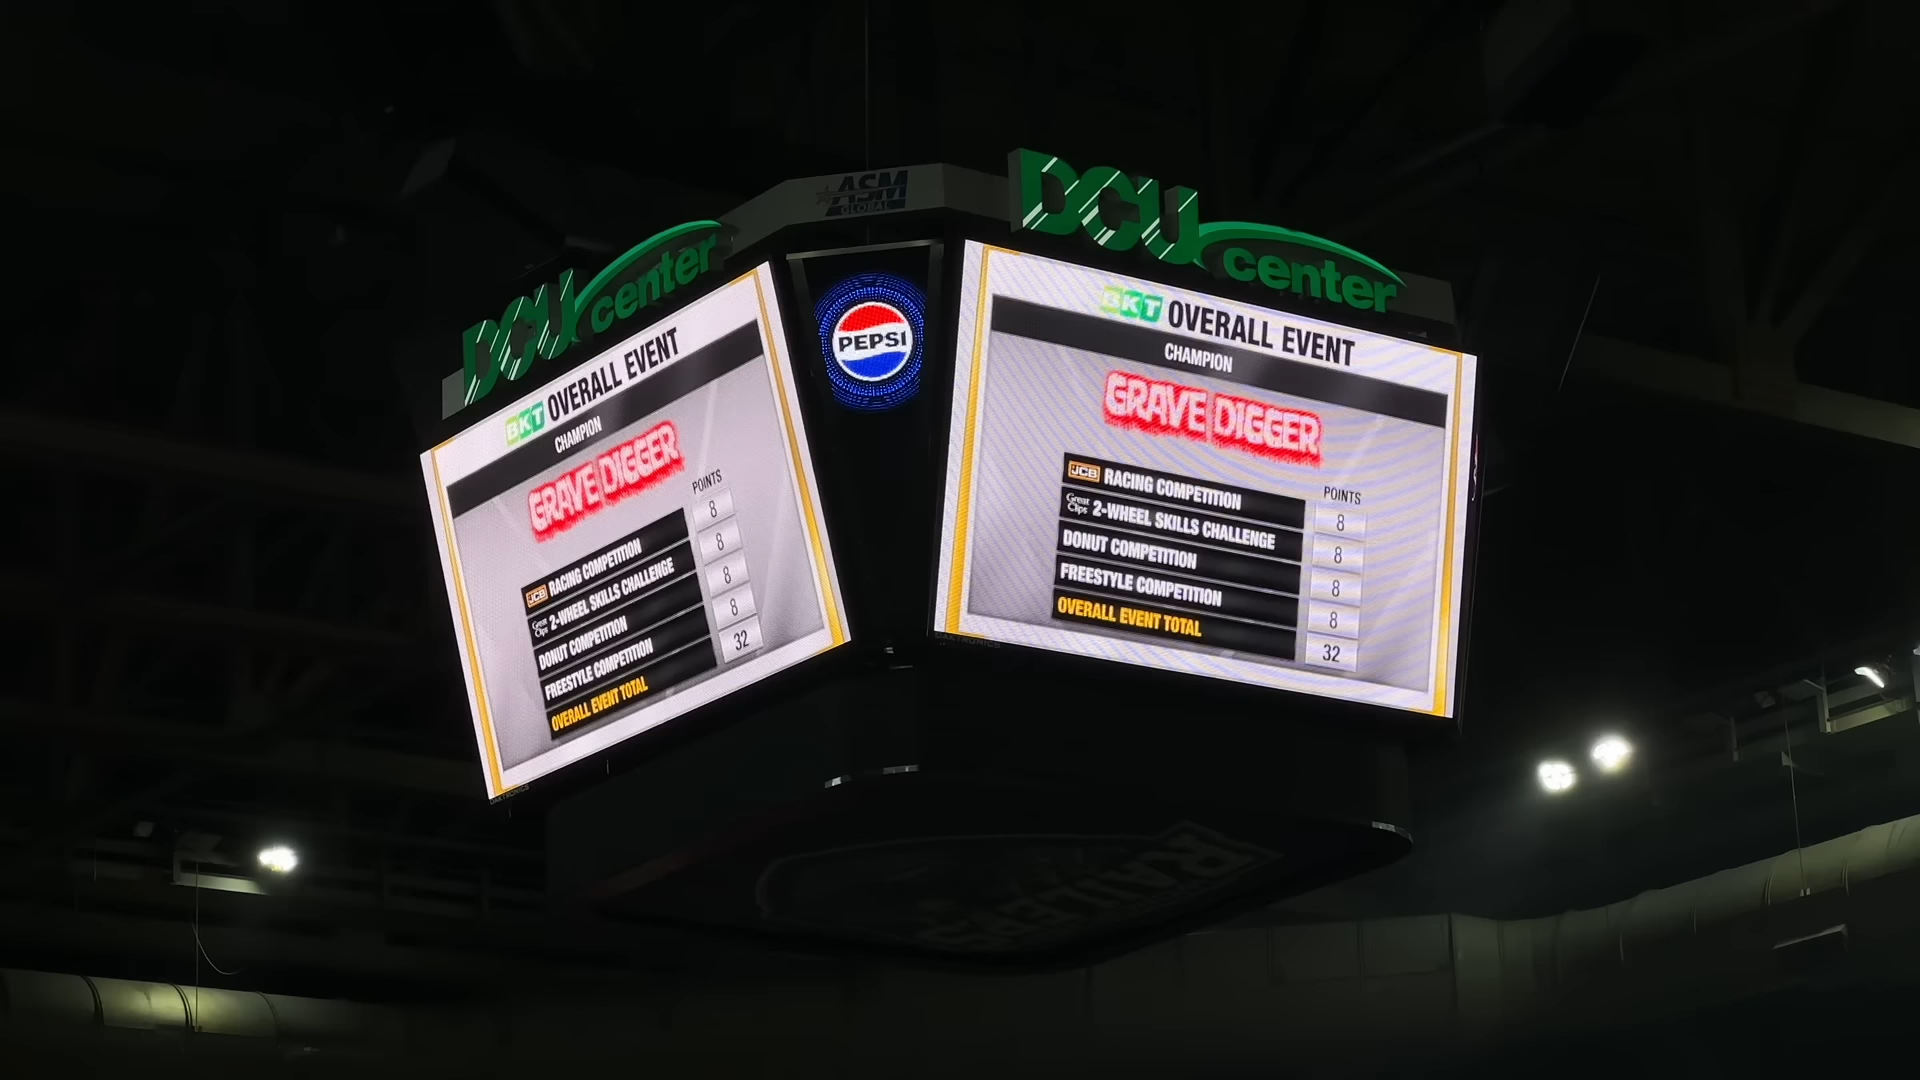 ASM
GLOBAL
DCU center
BKT OVERALL EVENT
CHAMPION
GRAVE DIGGER
POINTS
JCB RACING COMPETITION 8
Great Clips 2-WHEEL SKILLS CHALLENGE 8
DONUT COMPETITION 8
FREESTYLE COMPETITION 8
OVERALL EVENT TOTAL 32
DAKTRONICS
PEPSI
DCU center
BKT OVERALL EVENT
CHAMPION
GRAVE DIGGER
POINTS
JCB RACING COMPETITION 8
Great Clips 2-WHEEL SKILLS CHALLENGE 8
DONUT COMPETITION 8
FREESTYLE COMPETITION 8
OVERALL EVENT TOTAL 32
DAKTRONICS
RAILERS